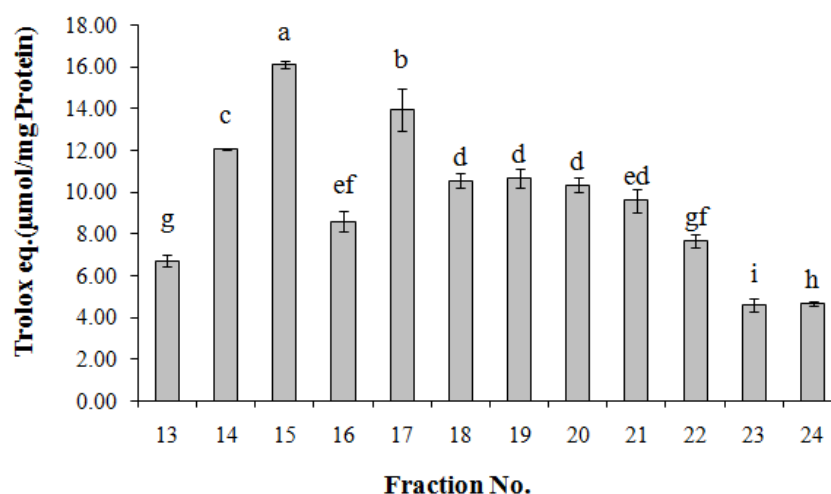 Trolox eq.(µmol/mg Protein)
18.00
16.00
14.00
12.00
10.00
8.00
6.00
4.00
2.00
0.00
g
c
a
ef
b
d
d
d
ed
gf
i
h
13 14 15 16 17 18 19 20 21 22 23 24
Fraction No.